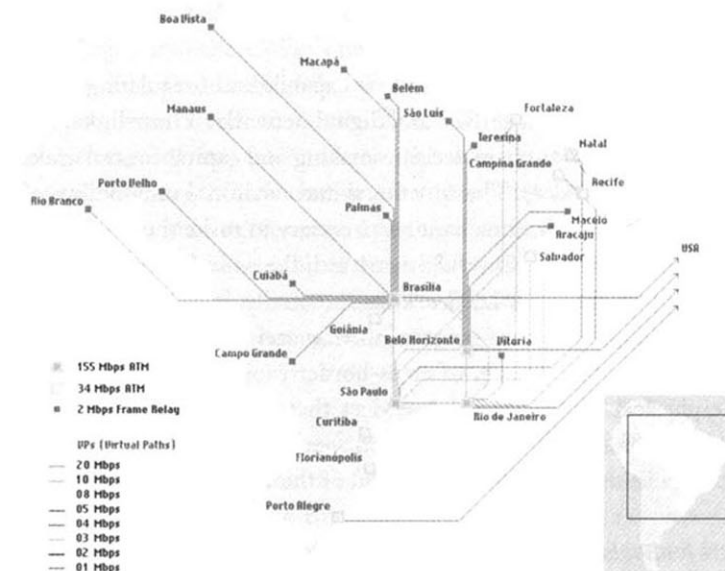 Boa Vista
Macapá
Belém
Manaus
São Luís
Fortaleza
Teresina
Natal
Campina Grande
Porto Velho
Recife
Rio Branco
Palmas
Maceió
Aracaju
USA
Salvador
Cuiabá
Brasília
Goiânia
Belo Horizonte
Vitoria
Campo Grande
155 Mbps ATM
34 Mbps ATM
São Paulo
2 Mbps Frame Relay
Rio de Janeiro
Curitiba
VPs (Virtual Paths)
Florianópolis
20 Mbps
10 Mbps
08 Mbps
05 Mbps
Porto Alegre
04 Mbps
03 Mbps
02 Mbps
01 Mbps